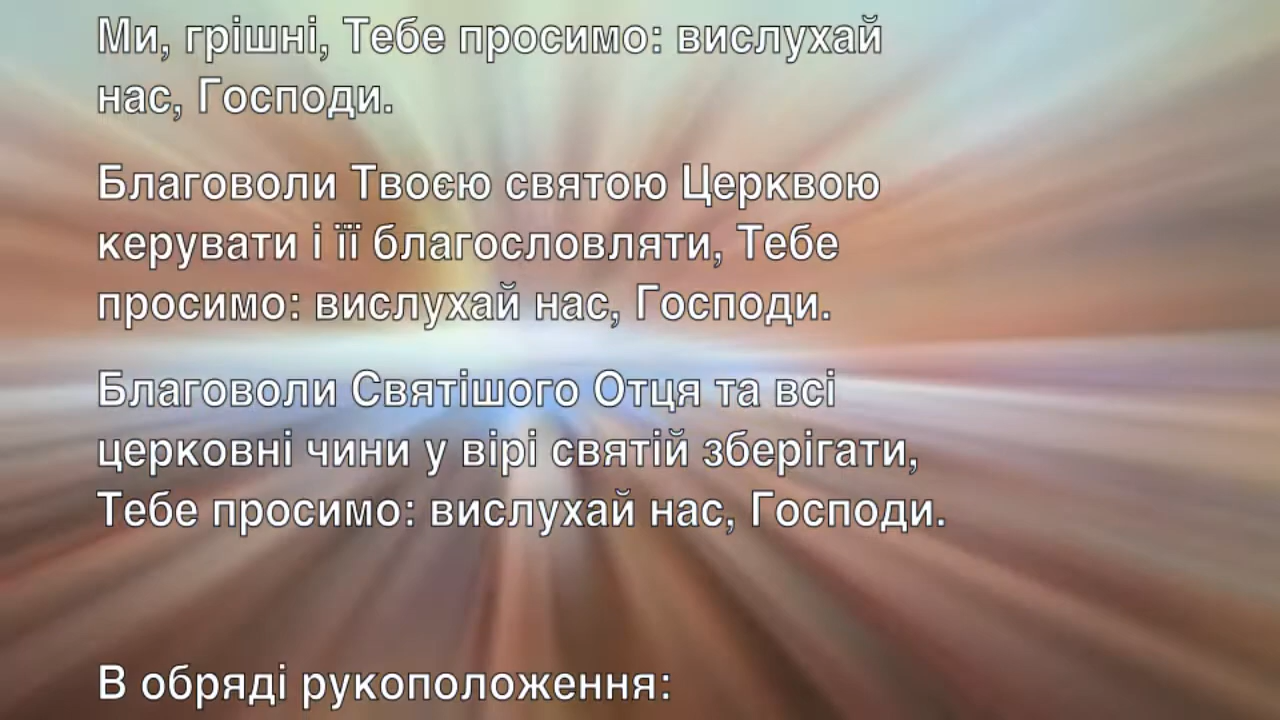 Ми, грішні, Тебе просимо: вислухай
нас, Господи.
Благоволи Твоєю святою Церквою
керувати і її благословляти, Тебе
просимо: вислухай нас, Господи.
Благоволи Святішого Отця та всі
церковні чини у вірі святій зберігати,
Тебе просимо: вислухай нас, Господи.
В обряді рукоположення: